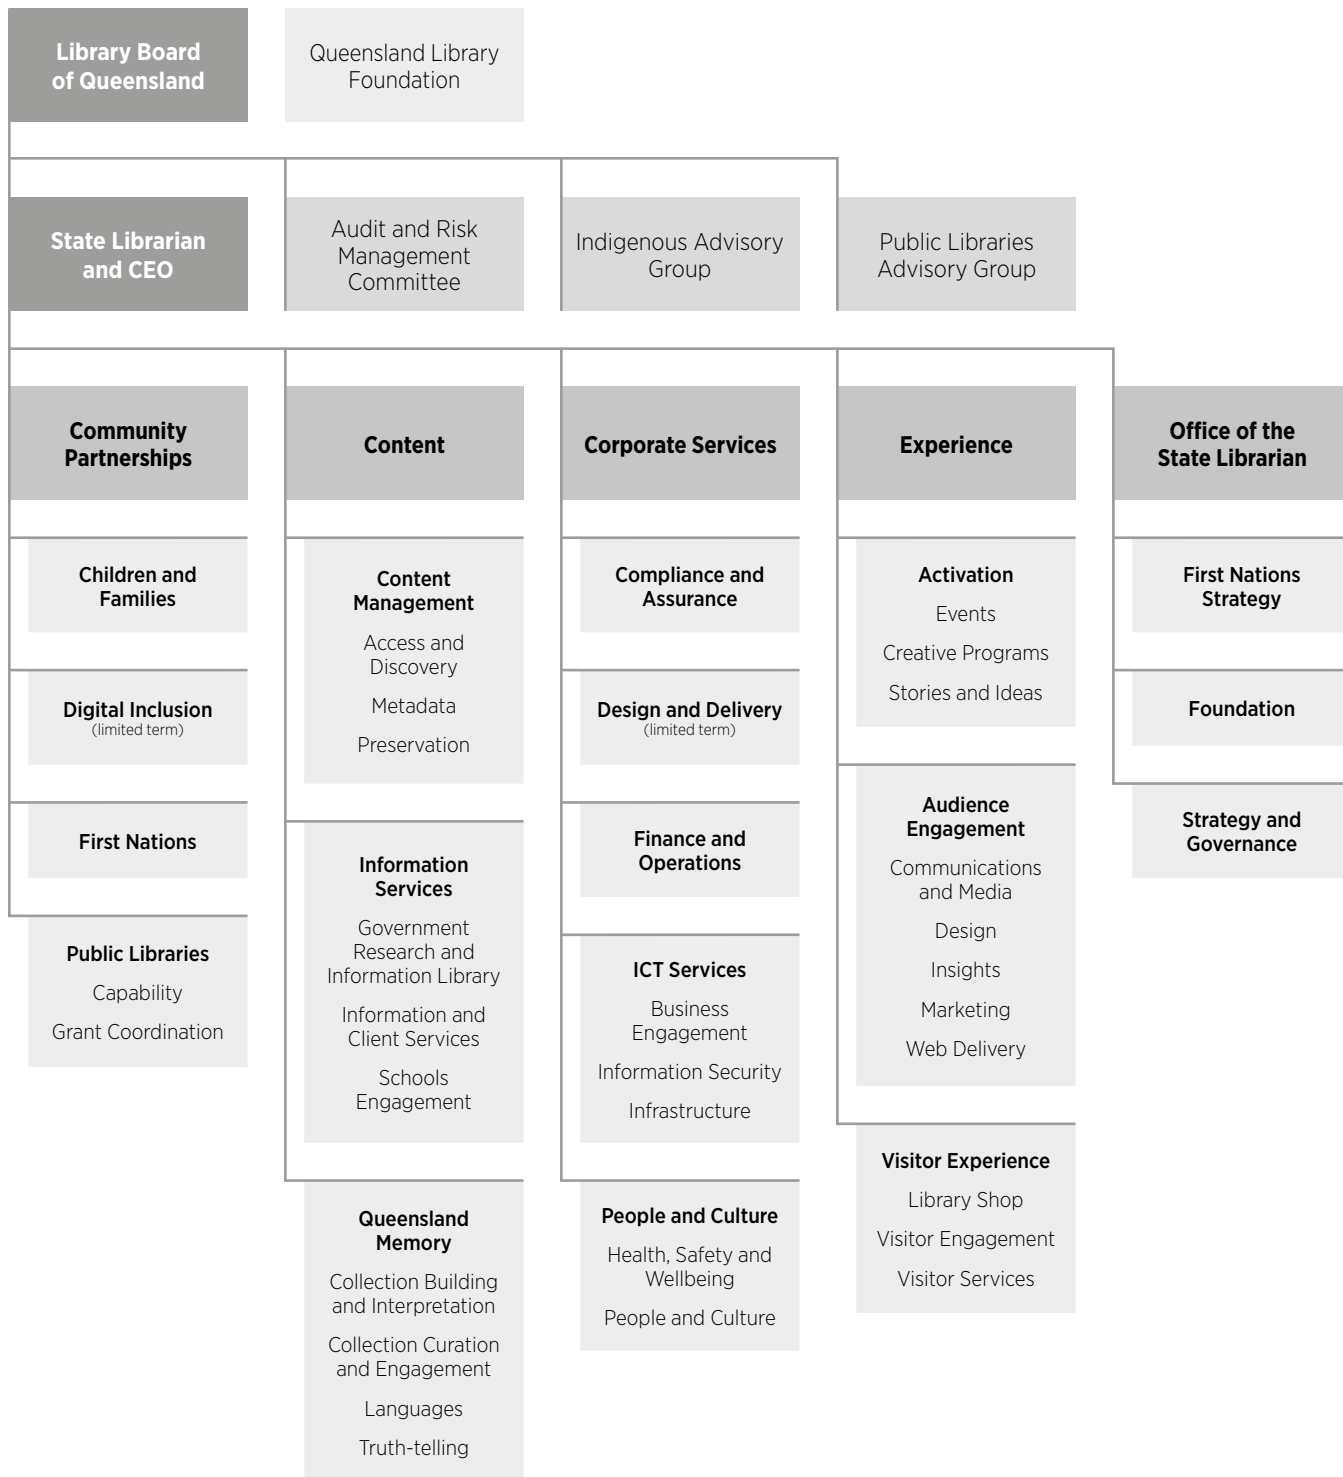 Library Board
of Queensland
Queensland Library
Foundation
State Librarian
and CEO
Audit and Risk
Management
Committee
Indigenous Advisory
Group
Public Libraries
Advisory Group
Community
Partnerships
Content
Corporate Services
Experience
Office of the
State Librarian
Children and
Families
Digital Inclusion
(limited term)
First Nations
Public Libraries
Capability
Grant Coordination
Content
Management
Access and
Discovery
Metadata
Preservation
Information
Services
Government
Research and
Information Library
Information and
Client Services
Schools
Engagement
Queensland
Memory
Collection Building
and Interpretation
Collection Curation
and Engagement
Languages
Truth-telling
Compliance and
Assurance
Design and Delivery
(limited term)
Finance and
Operations
ICT Services
Business
Engagement
Information Security
Infrastructure
People and Culture
Health, Safety and
Wellbeing
People and Culture
Activation
Events
Creative Programs
Stories and Ideas
Audience
Engagement
Communications
and Media
Design
Insights
Marketing
Web Delivery
Visitor Experience
Library Shop
Visitor Engagement
Visitor Services
First Nations
Strategy
Foundation
Strategy and
Governance